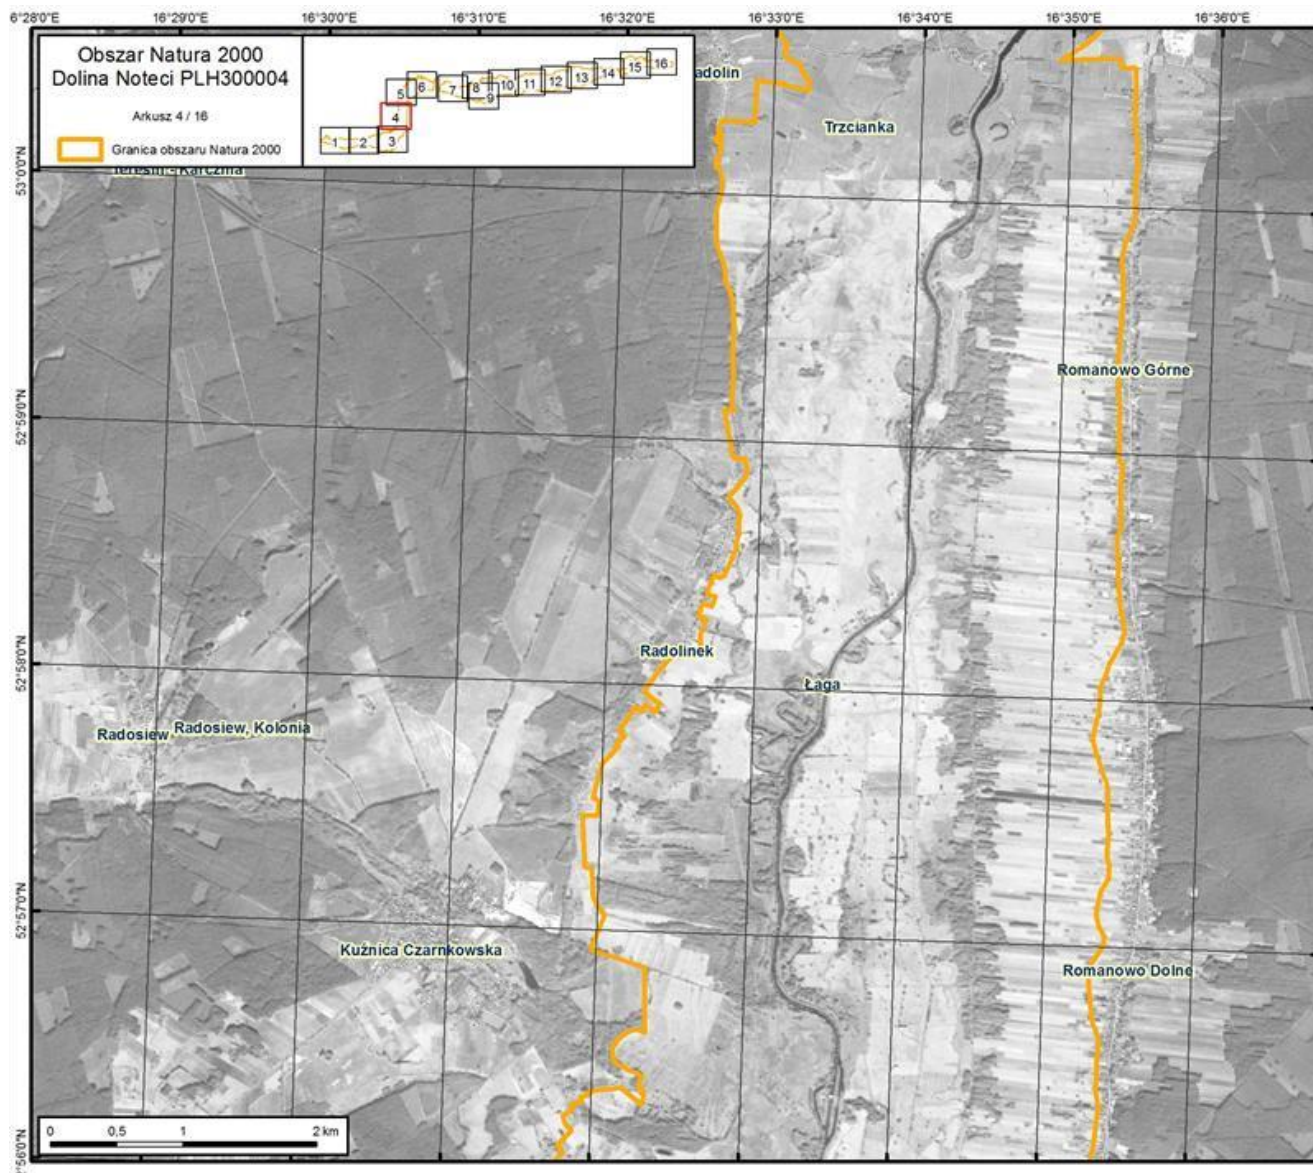 6°28'0"E 16°29'0"E 16°30'0"E 16°31'0"E 16°32'0"E 16°33'0"E 16°34'0"E 16°35'0"E 16°36'0"E
Obszar Natura 2000
Dolina Noteci PLH300004
Arkusz 4 / 16
Granica obszaru Natura 2000
1 2 3 4 5 6 7 8 9 10 11 12 13 14 15 16
adolin
Trzcianka
53°0'0"N
Romanowo Górne
52°59'0"N
Radolinek
52°58'0"N
Łaga
Radosiew
Radosiew, Kolonia
52°57'0"N
Kuźnica Czarnkowska
Romanowo Dolne
0 0,5 1 2 km
2°56'0"N